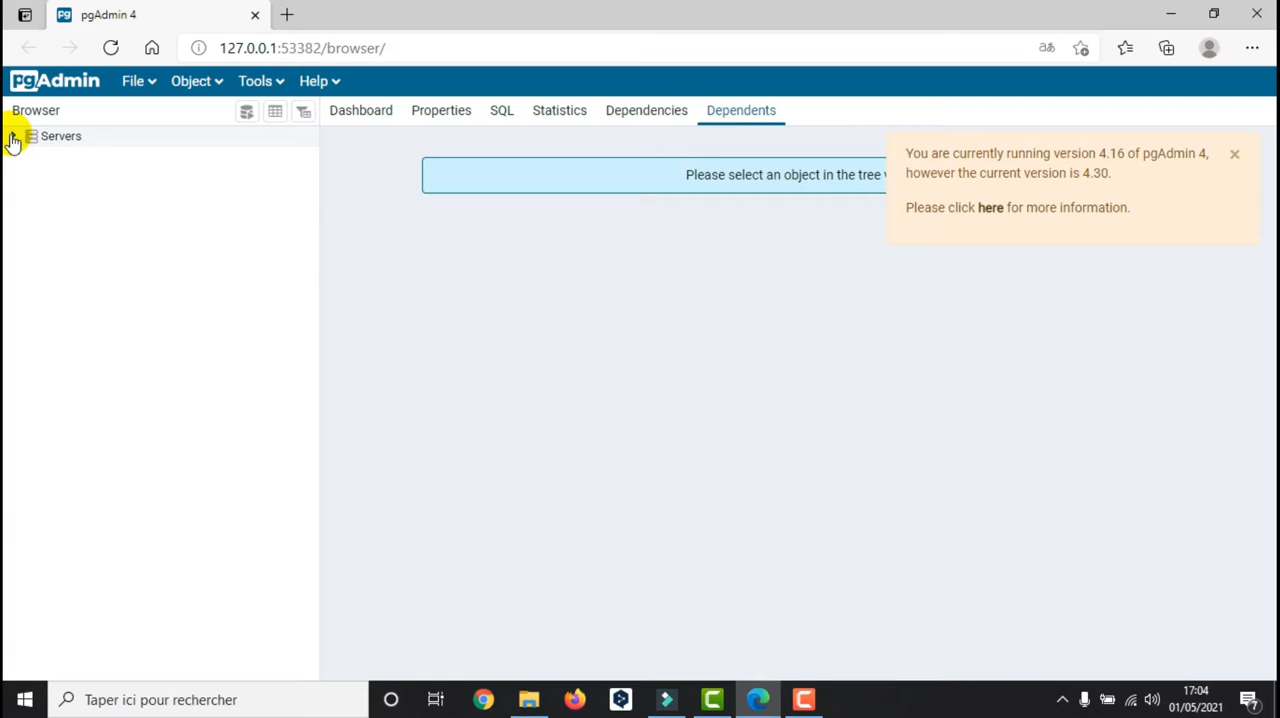 pgAdmin 4
127.0.0.1:53382/browser/
pgAdmin File Object Tools Help
Browser
Dashboard Properties SQL Statistics Dependencies Dependents
Servers
Please select an object in the tree
You are currently running version 4.16 of pgAdmin 4,
however the current version is 4.30.
Please click here for more information.
Taper ici pour rechercher
17:04
01/05/2021
7